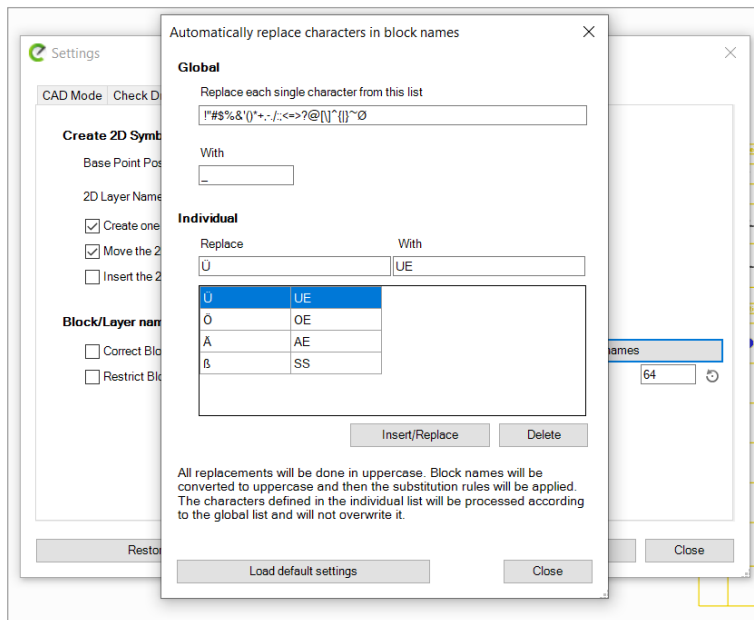 Settings
CAD Mode
Check D
Create 2D Symb
Base Point Pos
2D Layer Name
Create one
Move the 2
Insert the 2
Block/Layer nam
Correct Blo
Restrict Blo
names
64
Restor
Close
Automatically replace characters in block names
Global
Replace each single character from this list
!"#$%&'()*+,-./:;<=>?@[\]^{|}~Ø
With
_
Individual
Replace With
Ü UE
Ü UE
Ö OE
Ä AE
ß SS
Insert/Replace Delete
All replacements will be done in uppercase. Block names will be
converted to uppercase and then the substitution rules will be applied.
The characters defined in the individual list will be processed according
to the global list and will not overwrite it.
Load default settings Close